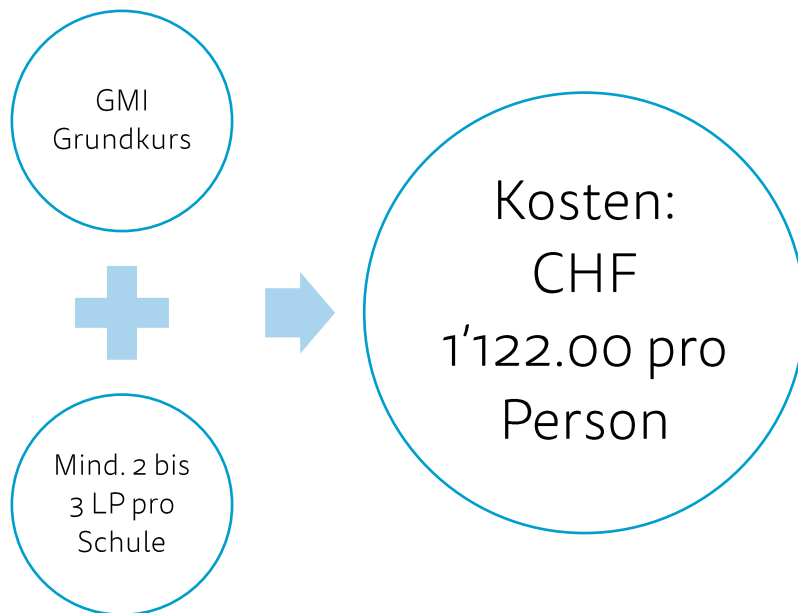 GMI
Grundkurs
Mind. 2 bis
3 LP pro
Schule
Kosten:
CHF
1’122.00 pro
Person